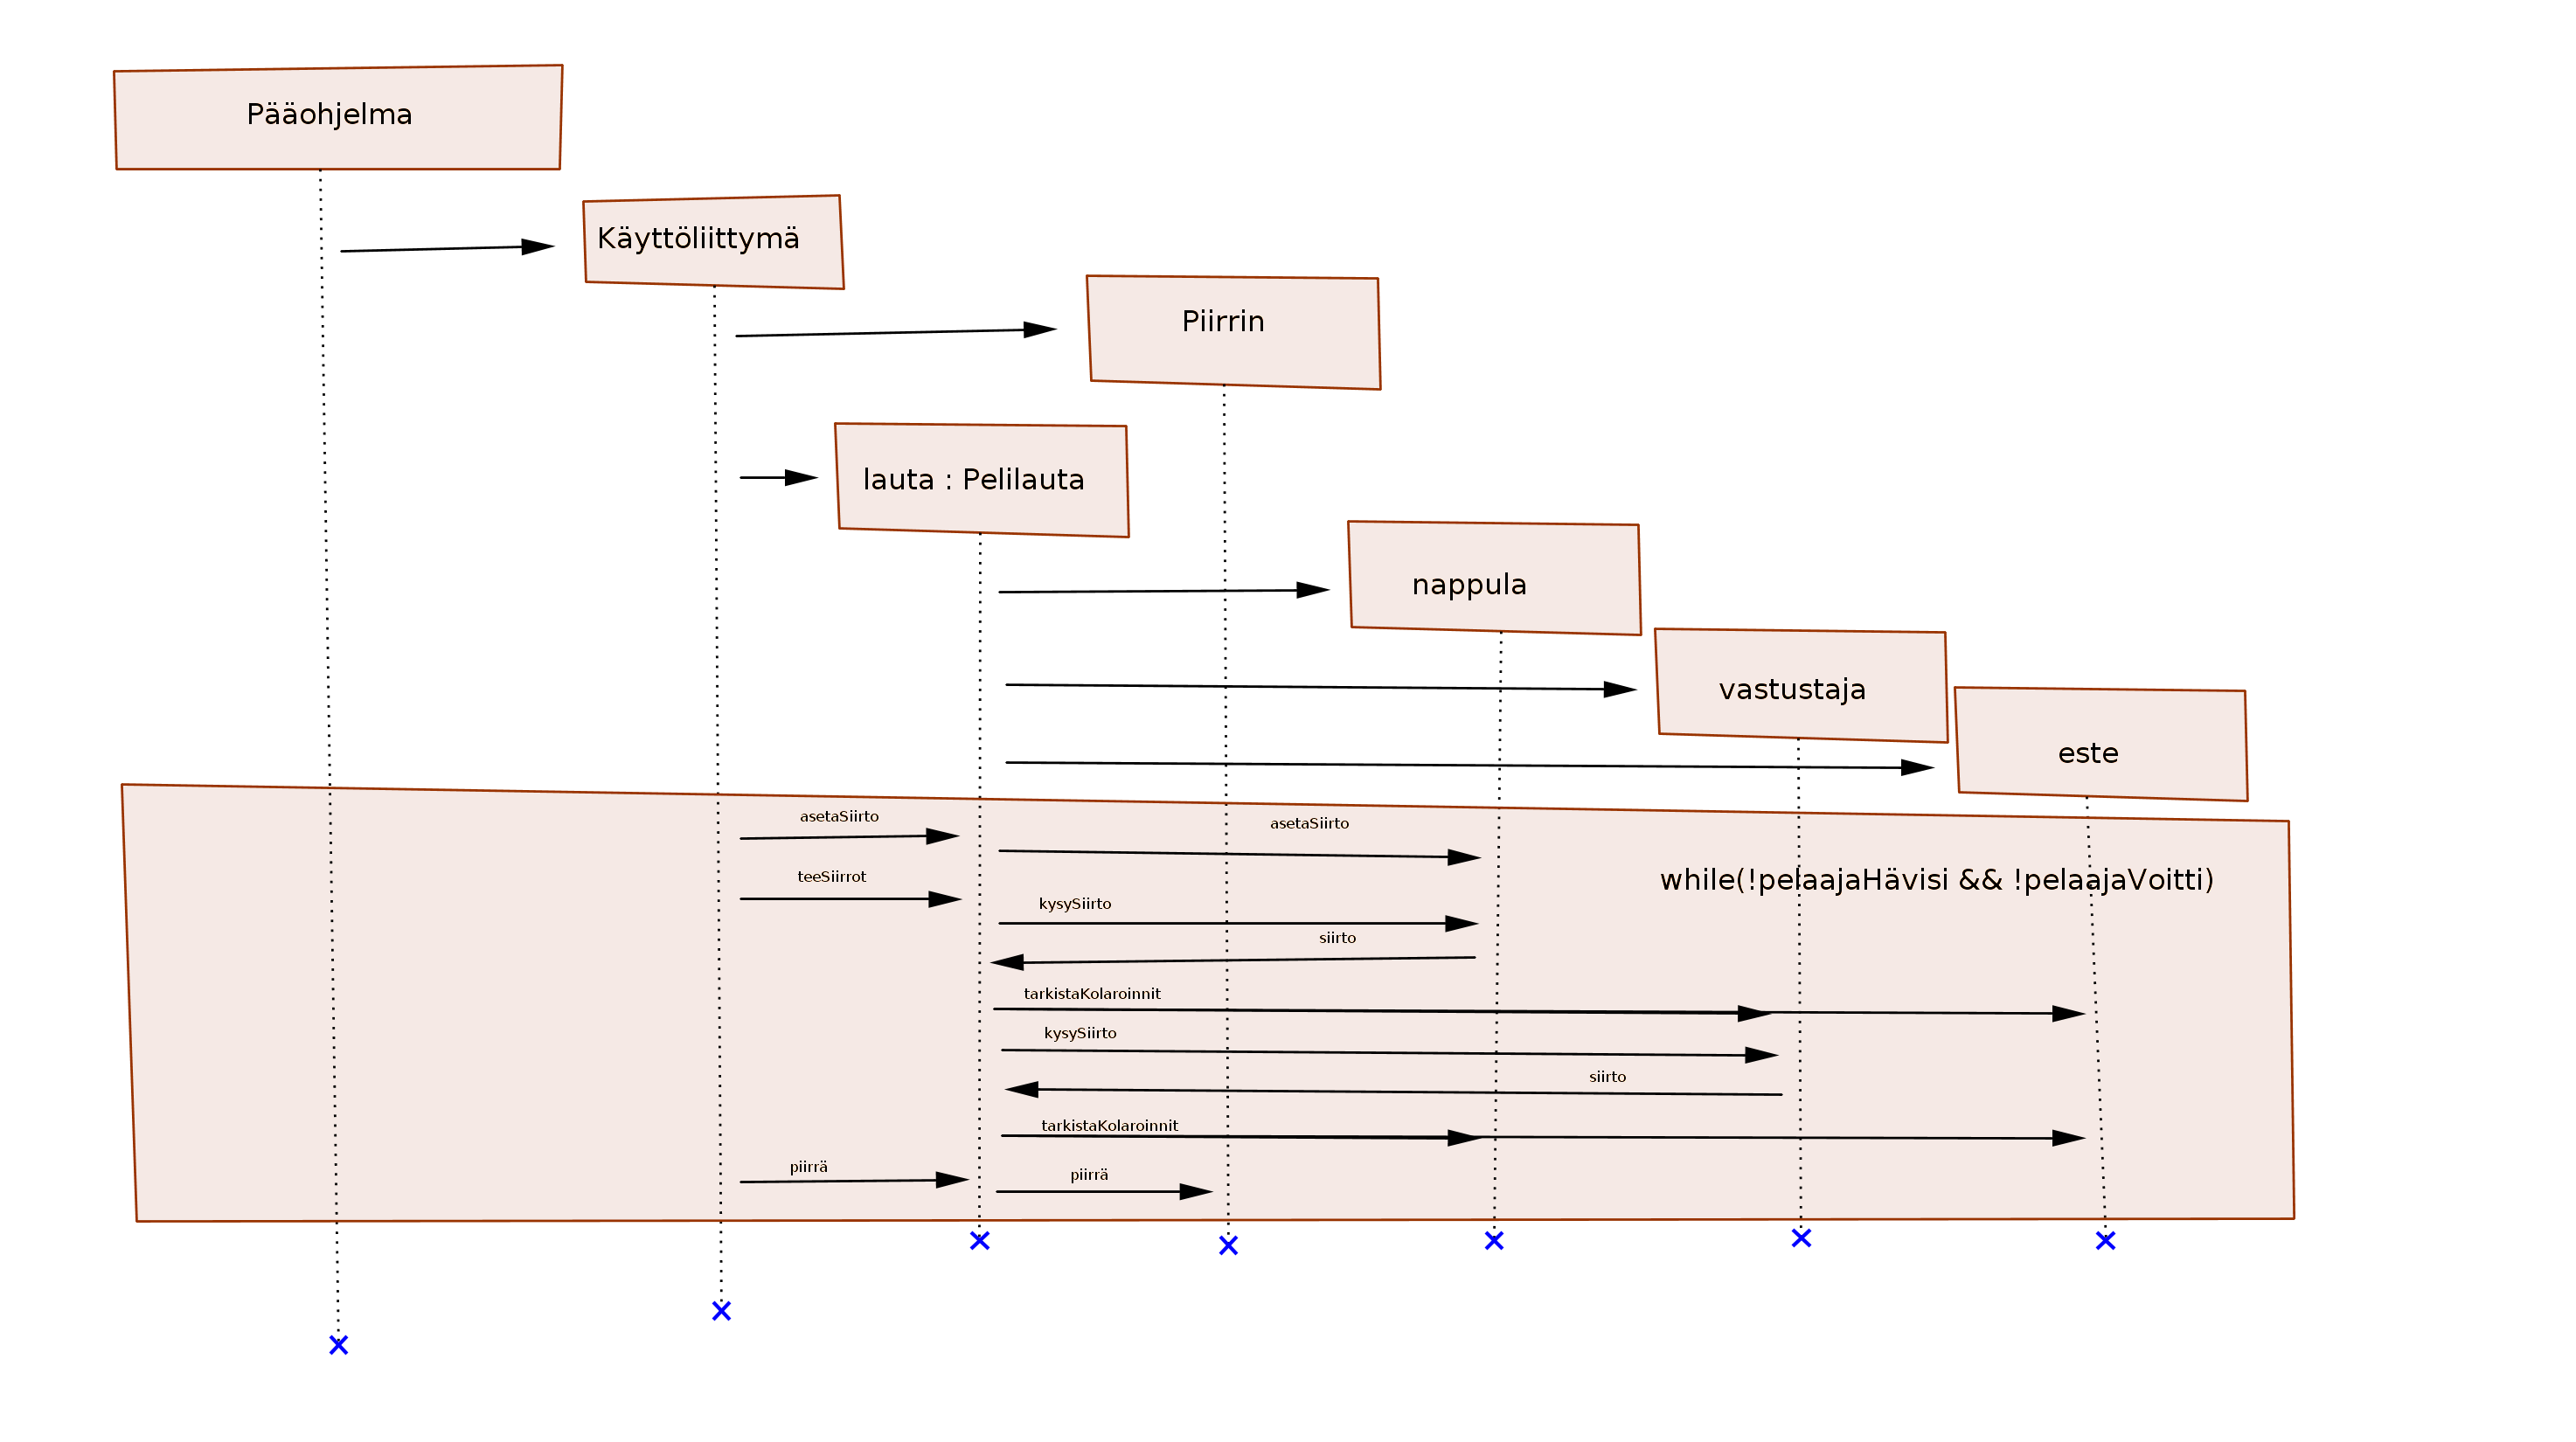 Pääohjelma
Käyttöliittymä
Piirrin
lauta : Pelilauta
nappula
vastustaja
este
asetaSiirto
asetaSiirto
while(!pelaajaHävisi && !pelaajaVoitti)
teeSiirrot
kysySiirto
siirto
tarkistaKolaroinnit
kysySiirto
siirto
tarkistaKolaroinnit
piirrä
piirrä